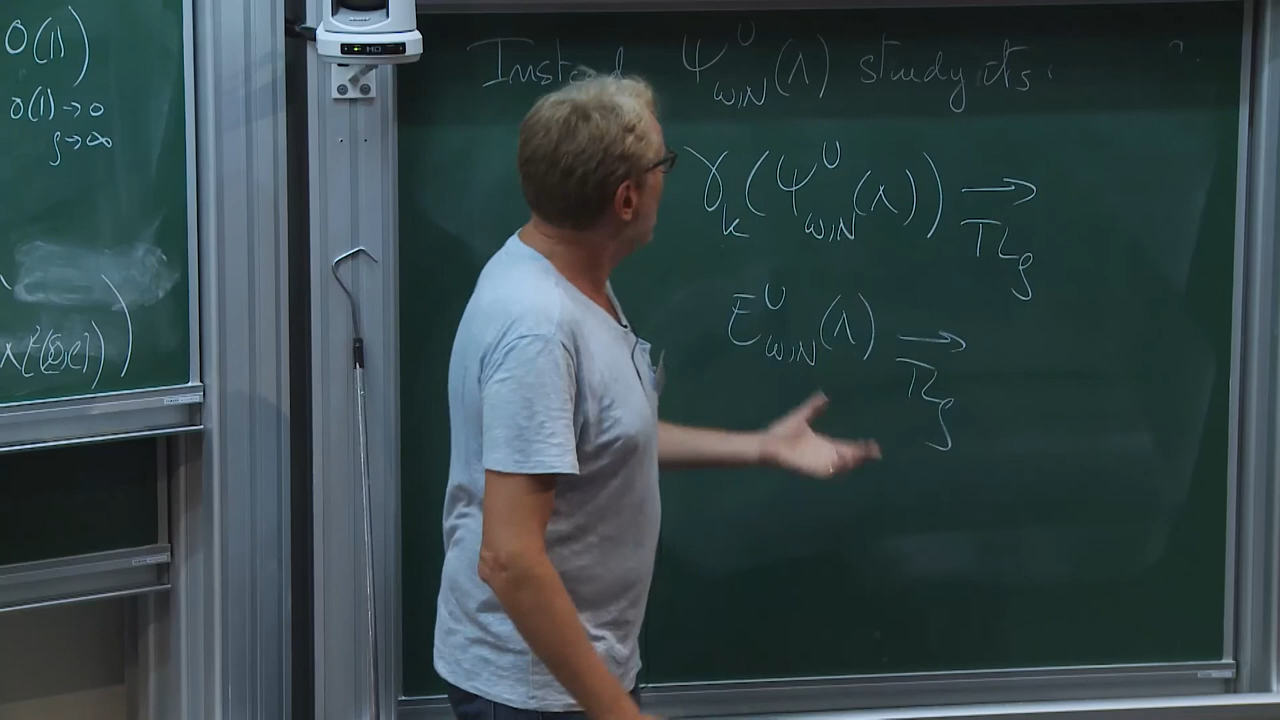 O(1))
O(1) → 0
ρ → ∞
Instead Ψ^U_{ω,N}(λ) study its ?
γ_k(Ψ^U_{ω,N}(λ)) → TL_ρ
E^U_{ω,N}(λ) → TL_ρ